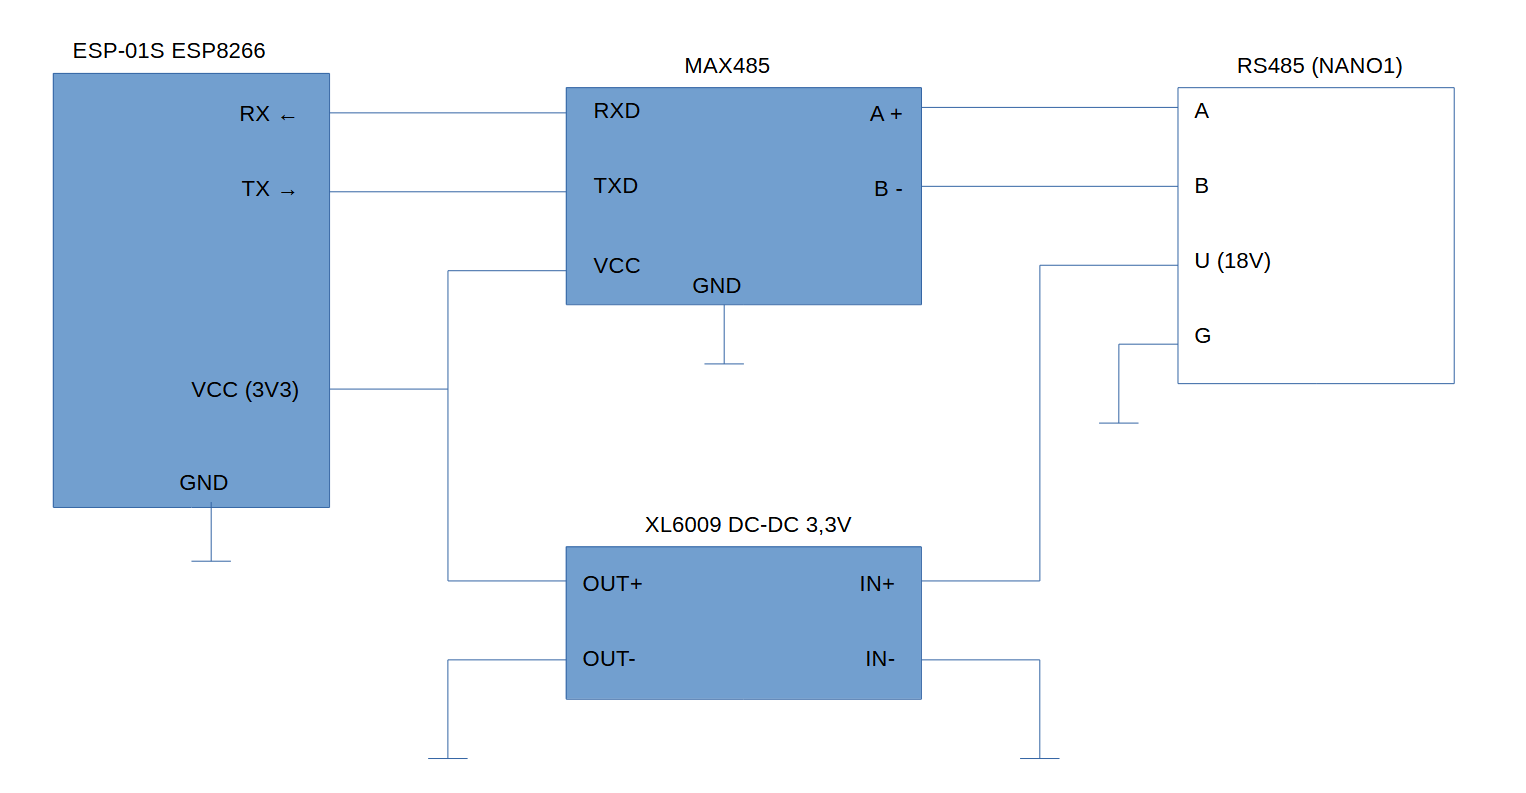 ESP-01S ESP8266
RX ←
TX →
VCC (3V3)
GND
MAX485
RXD
TXD
VCC
GND
A +
B -
RS485 (NANO1)
A
B
U (18V)
G
XL6009 DC-DC 3,3V
OUT+
OUT-
IN+
IN-